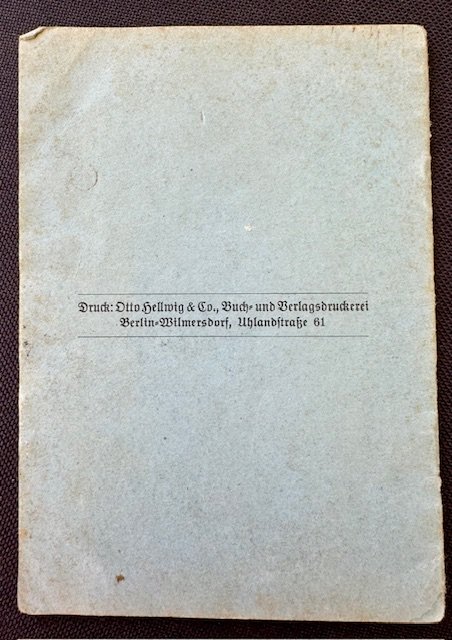 Druck: Otto Hellwig & Co., Buch- und Verlagsdruckerei
Berlin-Wilmersdorf, Uhlandstraße 61